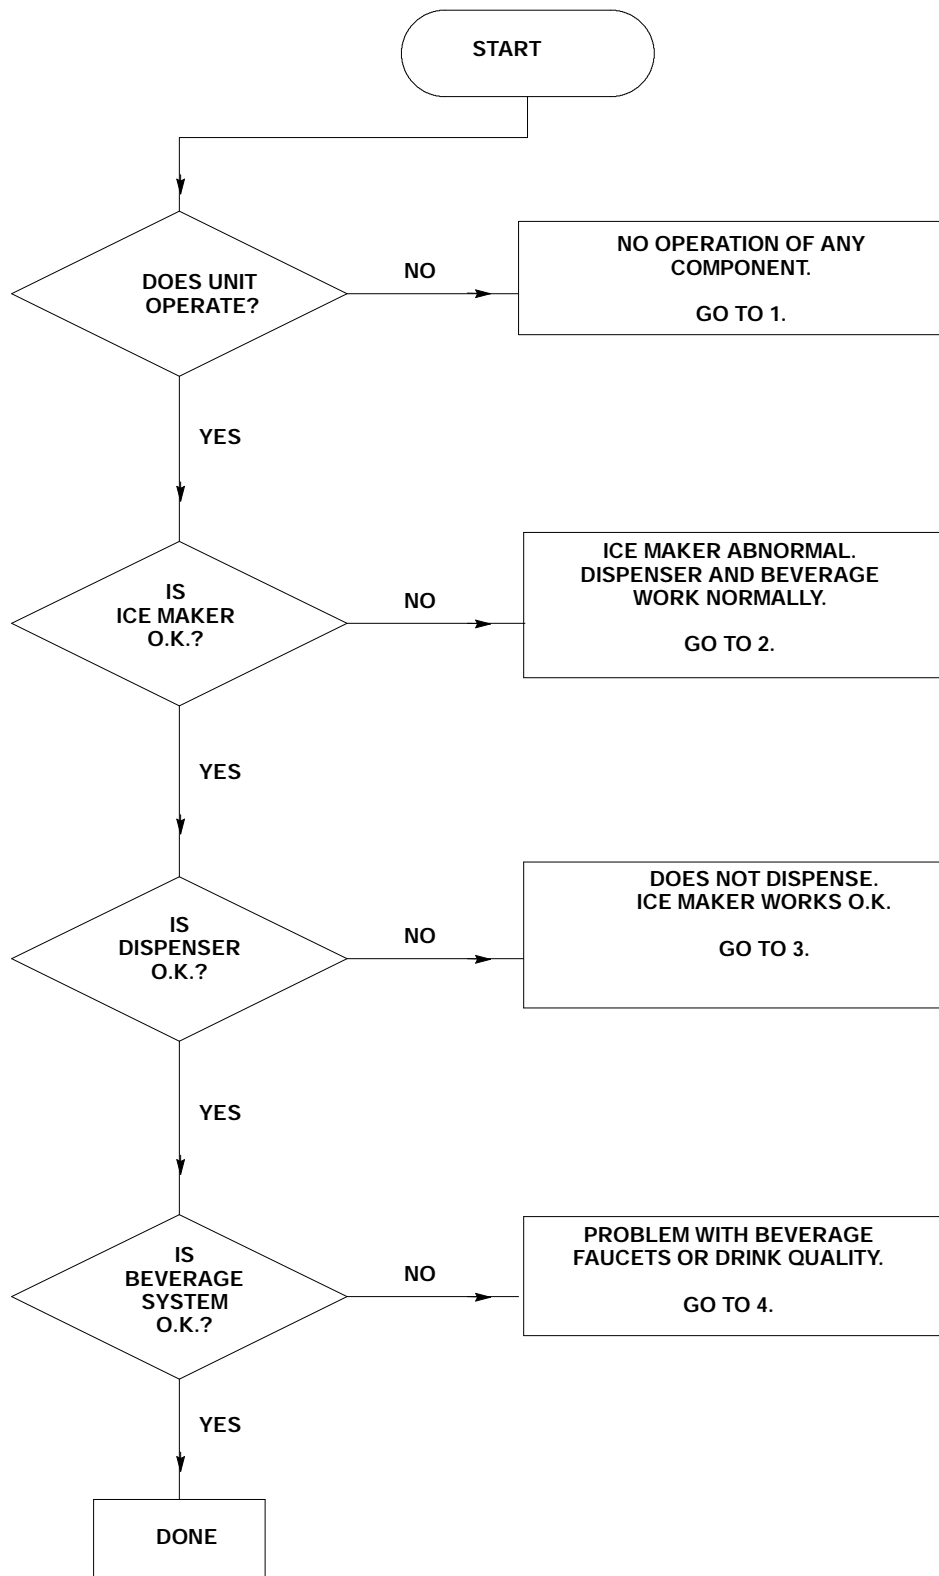 START
DOES UNIT
OPERATE?
NO
NO OPERATION OF ANY
COMPONENT.
GO TO 1.
YES
IS
ICE MAKER
O.K.?
NO
ICE MAKER ABNORMAL.
DISPENSER AND BEVERAGE
WORK NORMALLY.
GO TO 2.
YES
IS
DISPENSER
O.K.?
NO
DOES NOT DISPENSE.
ICE MAKER WORKS O.K.
GO TO 3.
YES
IS
BEVERAGE
SYSTEM
O.K.?
NO
PROBLEM WITH BEVERAGE
FAUCETS OR DRINK QUALITY.
GO TO 4.
YES
DONE